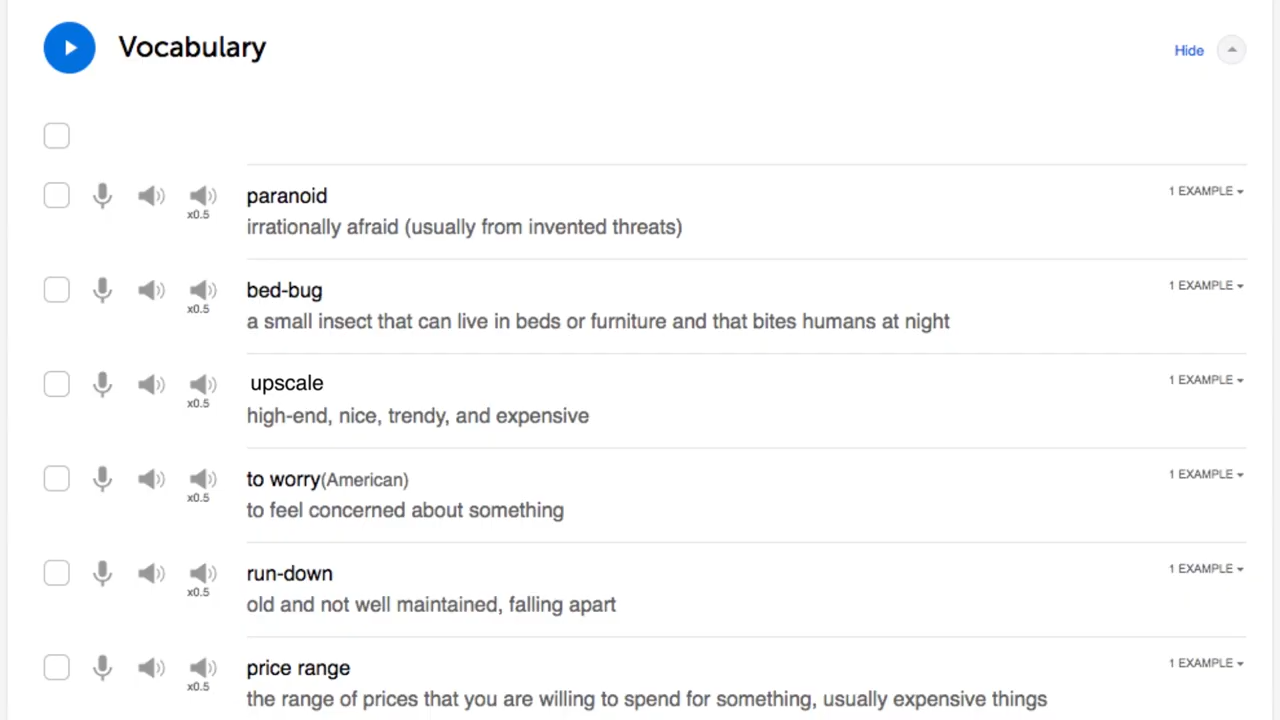 Vocabulary
Hide
paranoid
1 EXAMPLE
x0.5
irrationally afraid (usually from invented threats)
bed-bug
1 EXAMPLE
x0.5
a small insect that can live in beds or furniture and that bites humans at night
upscale
1 EXAMPLE
x0.5
high-end, nice, trendy, and expensive
to worry(American)
1 EXAMPLE
x0.5
to feel concerned about something
run-down
1 EXAMPLE
x0.5
old and not well maintained, falling apart
price range
1 EXAMPLE
x0.5
the range of prices that you are willing to spend for something, usually expensive things